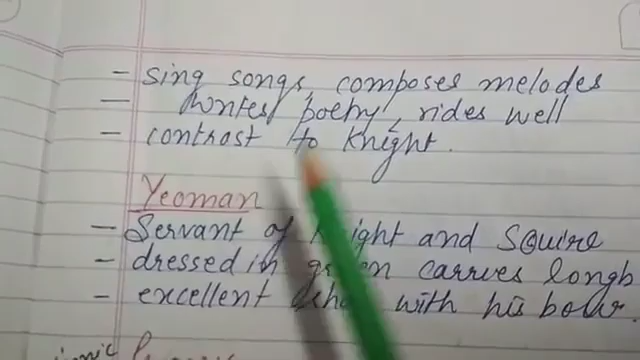 - sing songs, composes melodes
- writes poetry, rides well
- contrast to Knight.
Yeoman
- Servant of Knight and Squire
- dressed in green carries longb
- excellent with his bow.